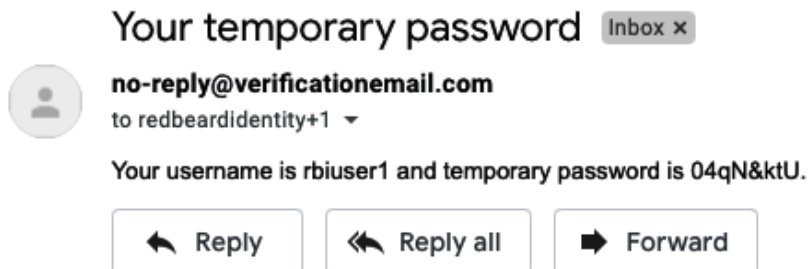 Your temporary password Inbox ×
no-reply@verificationemail.com
to redbeardidentity+1
Your username is rbiuser1 and temporary password is 04qN&ktU.
Reply Reply all Forward